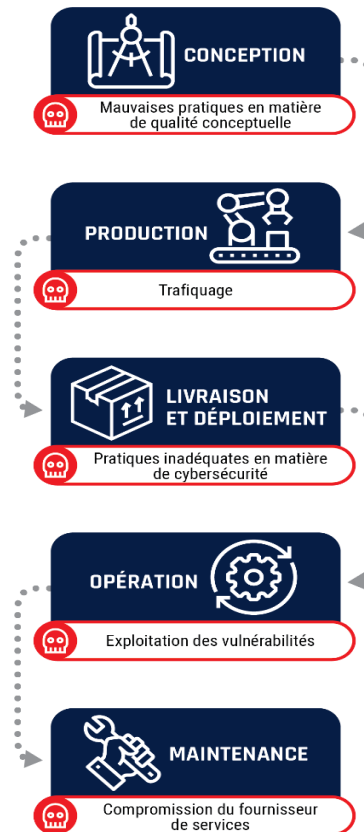 CONCEPTION
Mauvaises pratiques en matière
de qualité conceptuelle
PRODUCTION
Trafiquage
LIVRAISON
ET DÉPLOIEMENT
Pratiques inadéquates en matière
de cybersécurité
OPÉRATION
Exploitation des vulnérabilités
MAINTENANCE
Compromission du fournisseur
de services